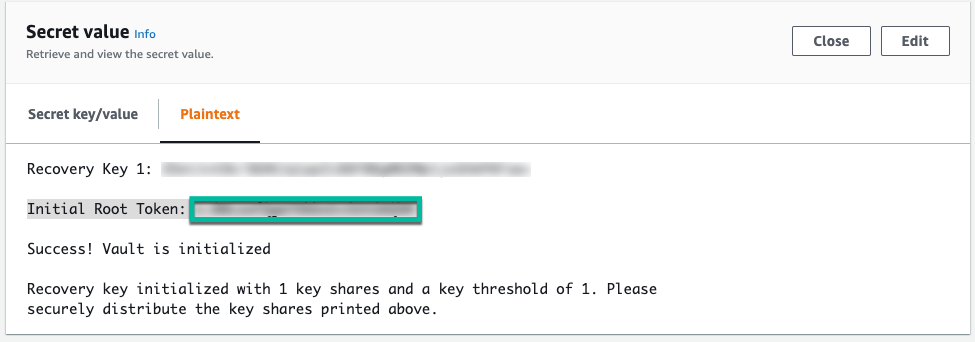 Secret value Info
Retrieve and view the secret value.
Close
Edit
Secret key/value
Plaintext
Recovery Key 1:
Initial Root Token:
Success! Vault is initialized
Recovery key initialized with 1 key shares and a key threshold of 1. Please
securely distribute the key shares printed above.